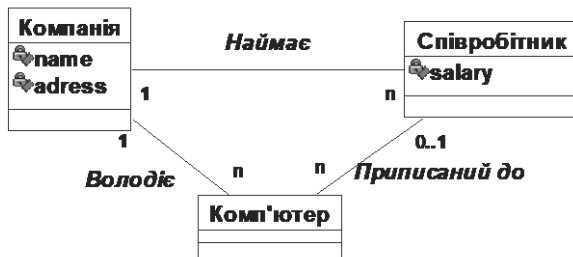 Компанія
name
adress
Наймає
1
n
Співробітник
salary
1
0..1
Володіє
n
n
Приписаний до
Комп'ютер